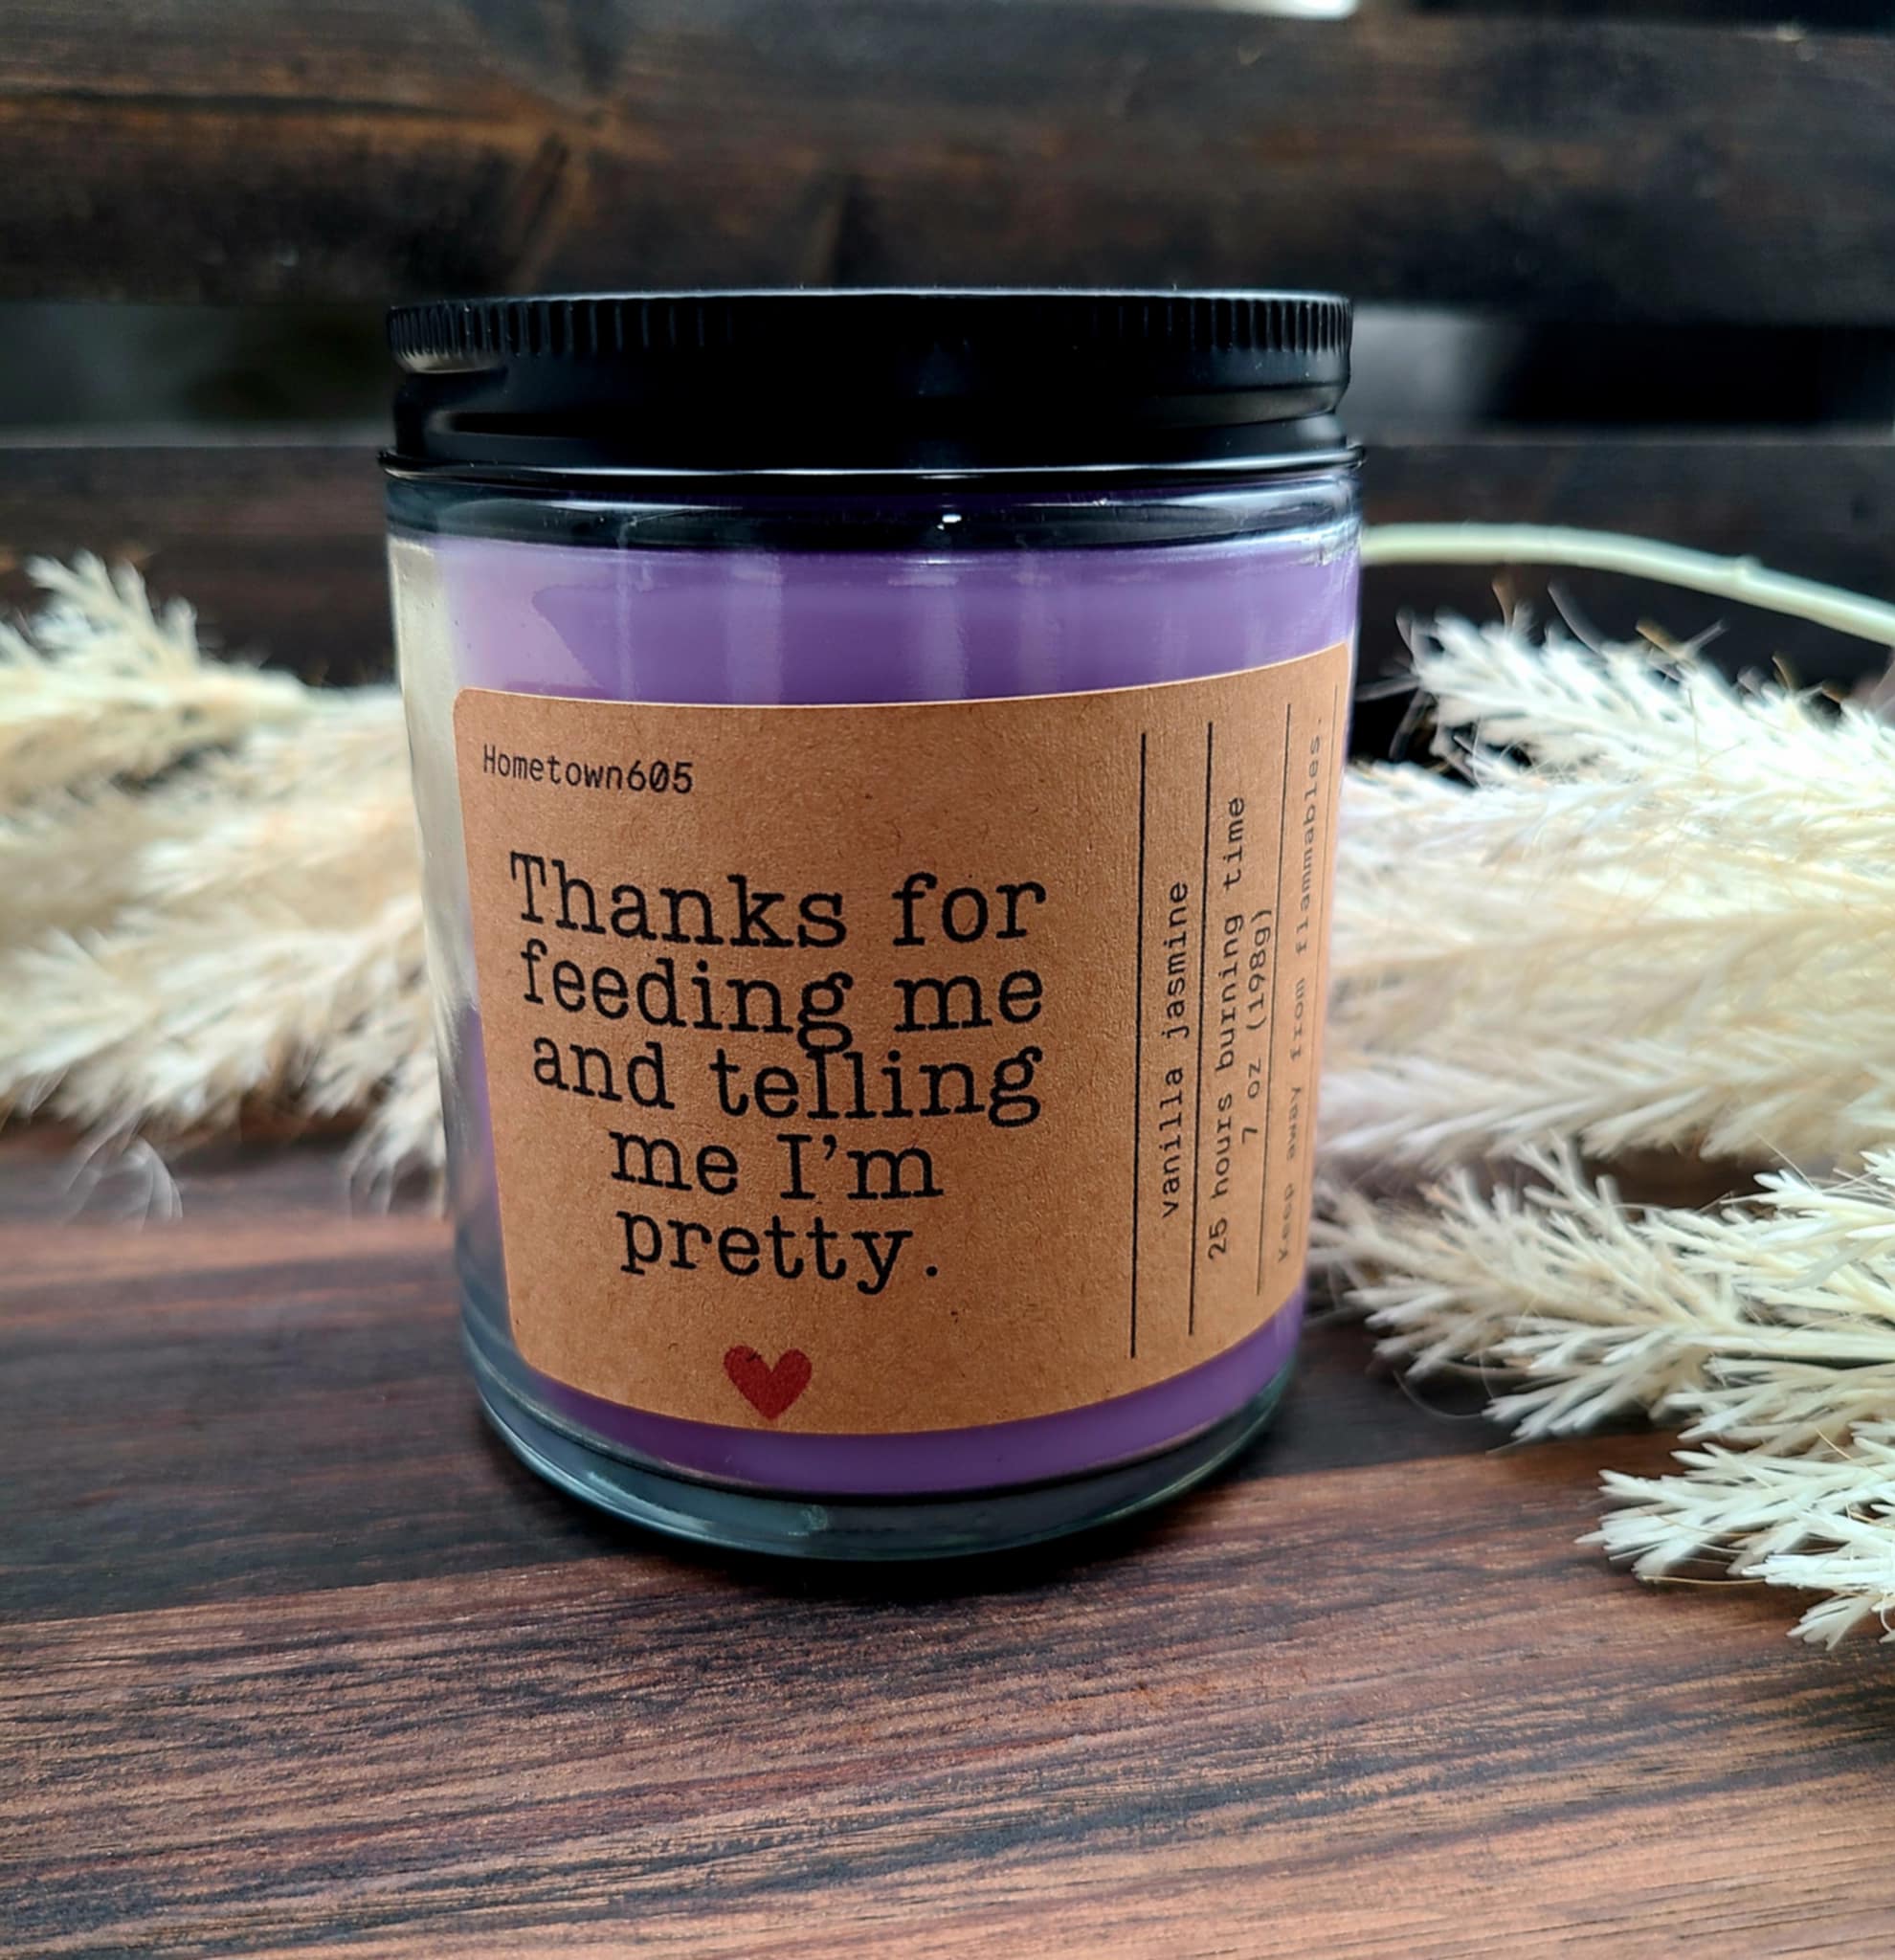 Hometown605
Thanks for
feeding me
and telling
me I'm
pretty.
vanilla jasmine
25 hours burning time
7 oz (198g)
Keep away from flammables.